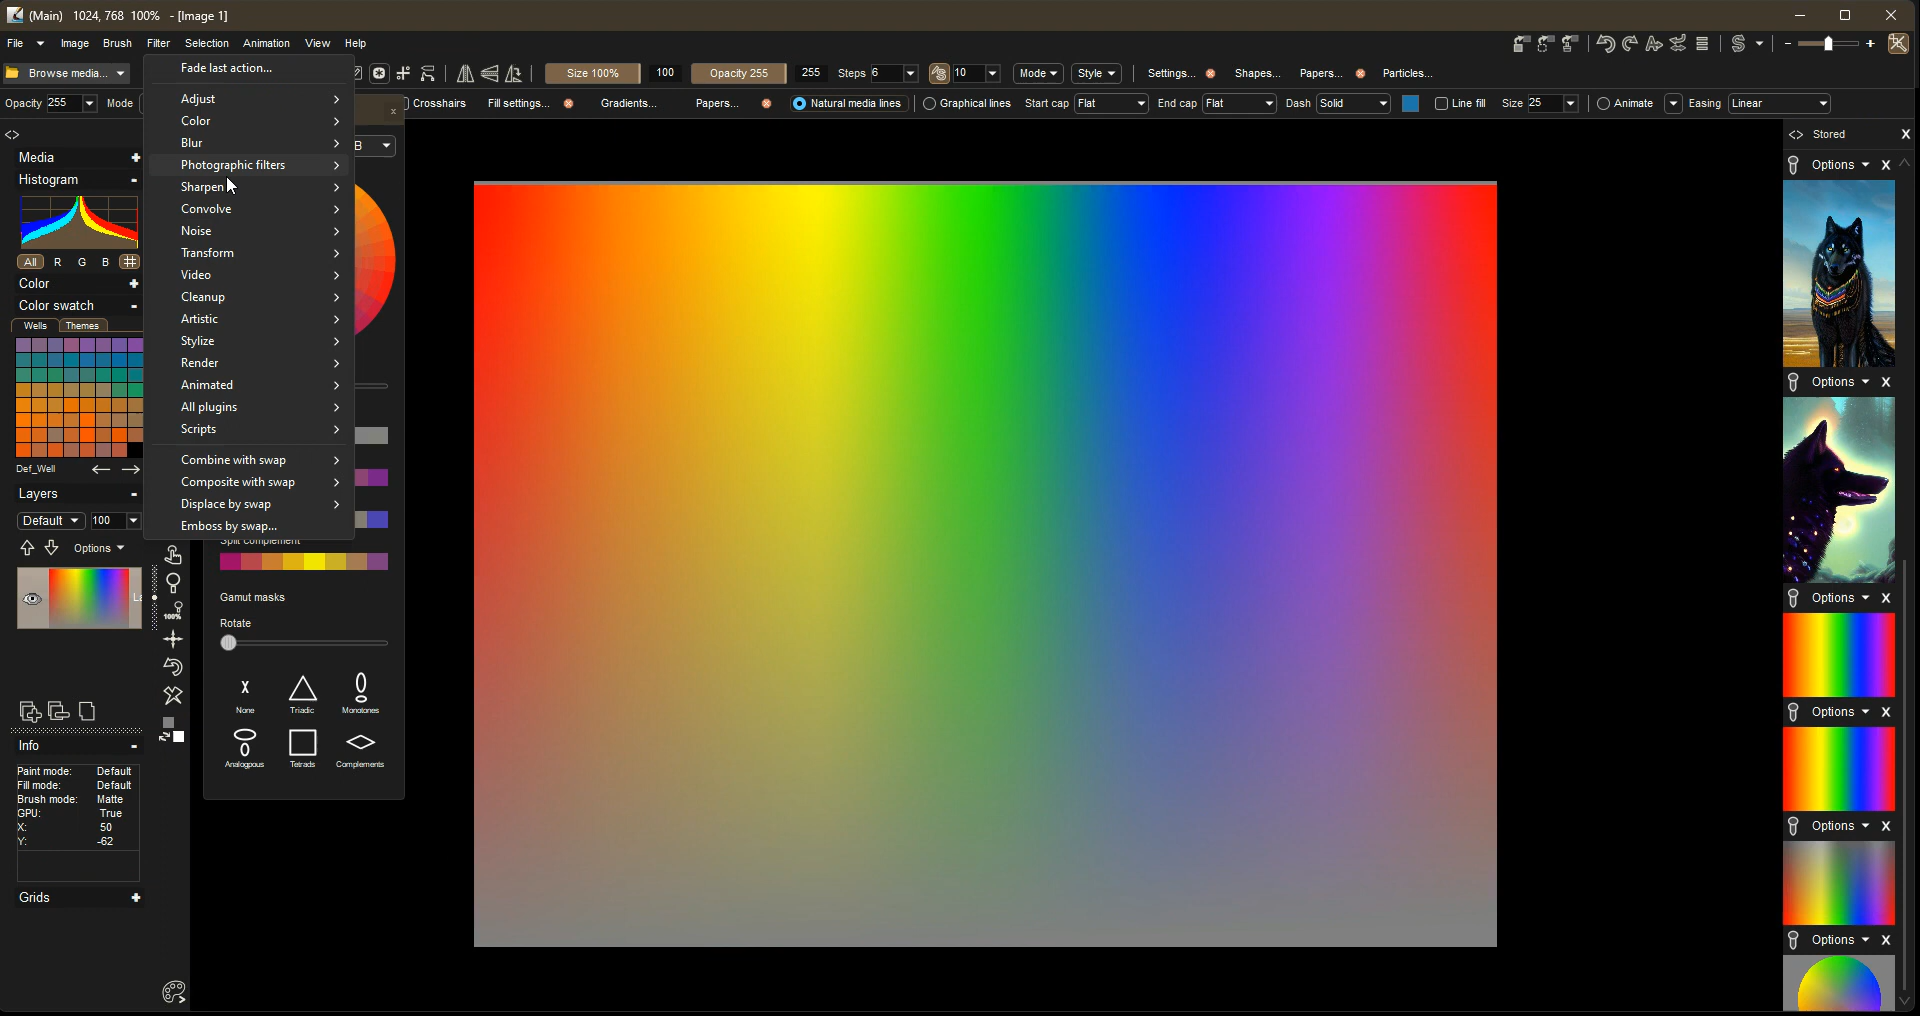 (Main) 1024, 768 100% - [Image 1]
File Image Brush Filter Selection Animation View Help
Browse media... Size 100% 100 Opacity 255 255 Steps 6 10 Mode Style Settings... Shapes... Papers... Particles...
Opacity 255 Mode Crosshairs Fill settings... Gradients... Papers... Natural media lines Graphical lines Start cap Flat End cap Flat Dash Solid Line fill Size 25 Animate Easing Linear
Fade last action...
Adjust
Color
Blur
Photographic filters
Sharpen
Convolve
Noise
Transform
Video
Cleanup
Artistic
Stylize
Render
Animated
All plugins
Scripts
Combine with swap
Composite with swap
Displace by swap
Emboss by swap...
Media
Histogram
All R G B
Color
Color swatch
Wells Themes
Def_Well
Layers
Default 100
Options
La
100%
Info
Paint mode: Default
Fill mode: Default
Brush mode: Matte
GPU: True
X: 50
Y: -62
Grids
B
Split complement
Gamut masks
Rotate
X
None Triadic Monotones
Analogous Tetrads Complements
Stored X
Options X
Options X
Options X
Options X
Options X
Options X